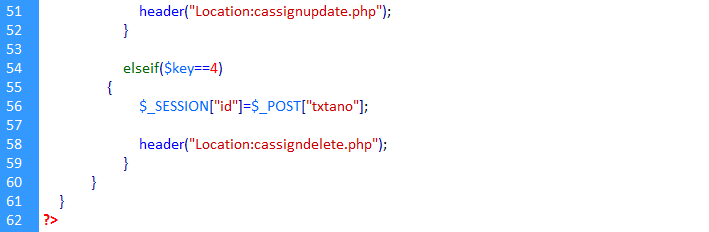 51 header("Location:cassignupdate.php");
52 }
53
54 elseif($key==4)
55 {
56 $_SESSION["id"]=$_POST["txtano"];
57
58 header("Location:cassigndelete.php");
59 }
60 }
61 }
62 ?>